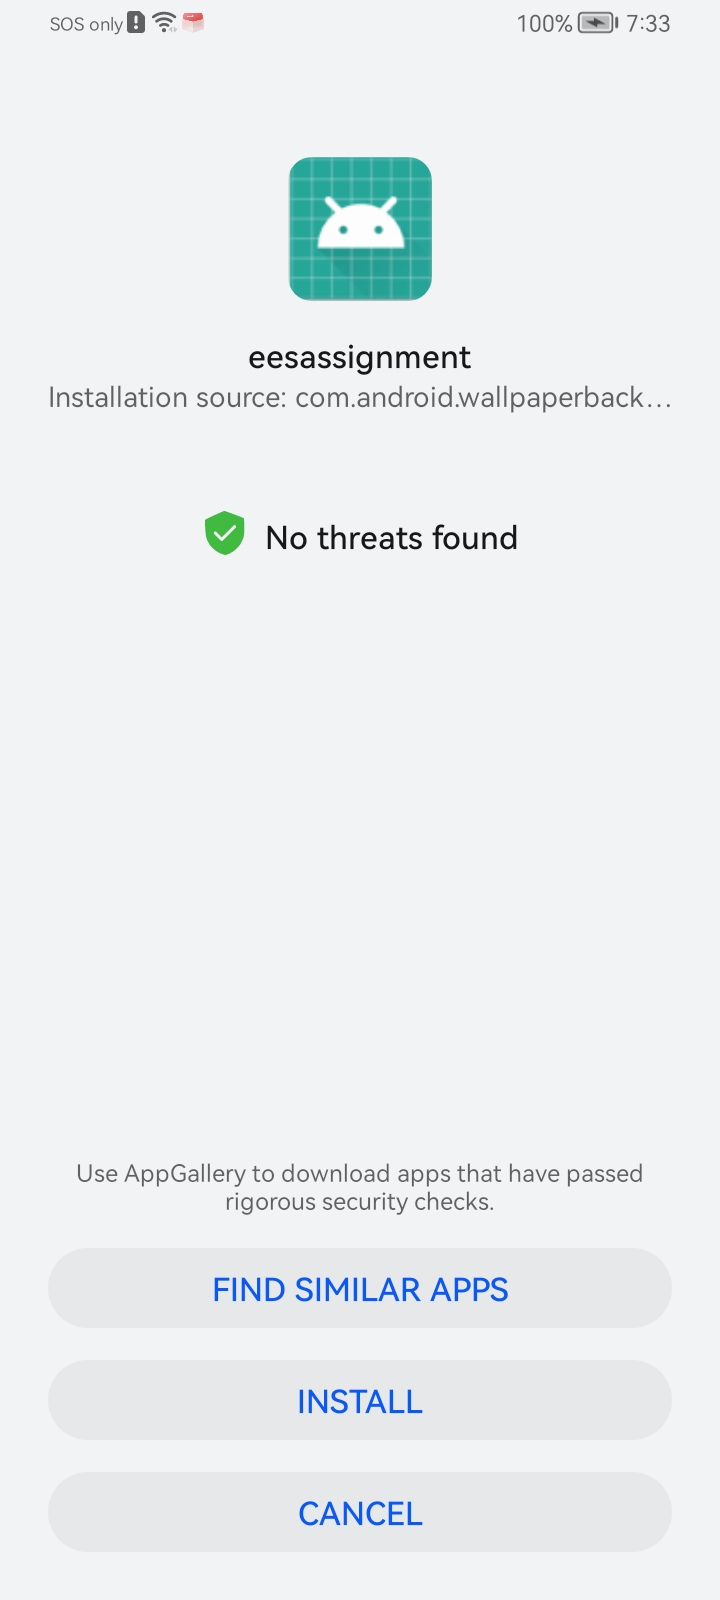 SOS only 100% 7:33
eesassignment
Installation source: com.android.wallpaperback...
No threats found
Use AppGallery to download apps that have passed
rigorous security checks.
FIND SIMILAR APPS
INSTALL
CANCEL